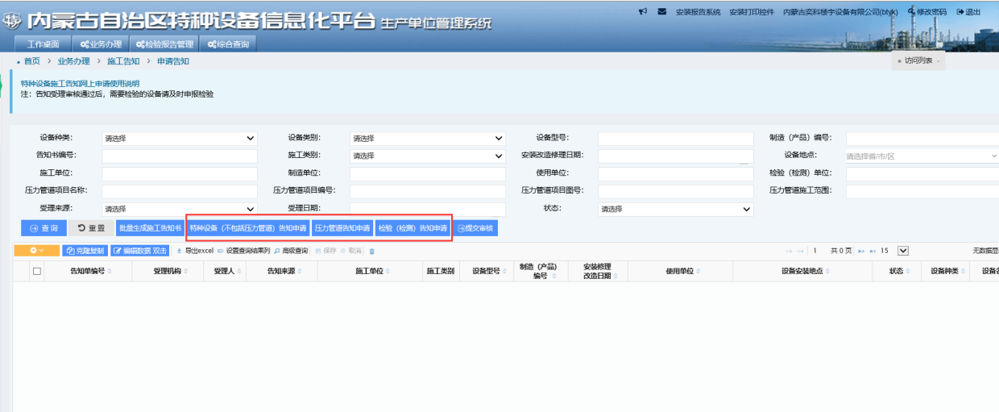 内蒙古自治区特种设备信息化平台 生产单位管理系统
安装报告系统 安装打印控件 内蒙古奕科楼宇设备有限公司(btyk) 修改密码 退出
工作桌面 业务办理 检验报告管理 综合查询
首页 > 业务办理 > 施工告知 > 申请告知
访问列表
特种设备施工告知网上申请使用说明
注：告知受理审核通过后，需要检验的设备请及时申报检验
设备种类： 请选择 设备类别： 请选择 设备型号： 制造（产品）编号：
告知书编号： 施工类别： 请选择 安装改造修理日期： 设备地点： 请选择省/市/区
施工单位： 制造单位： 使用单位： 检验（检测）单位：
压力管道项目名称： 压力管道项目编号： 压力管道项目图号： 压力管道施工范围：
受理来源： 请选择 受理日期： 状态： 请选择
查询 重置 批量生成施工告知书 特种设备（不包括压力管道）告知申请 压力管道告知申请 检验（检测）告知申请 提交审核
克隆复制 编辑数据 双击 导出excel 设置查询结果列 高级查询 保存 取消 1 共 0 页 15 无数据显
告知单编号 受理机构 受理人 告知来源 施工单位 施工类别 设备型号 制造（产品）编号 安装修理改造日期 使用单位 设备安装地点 状态 设备种类 设备名